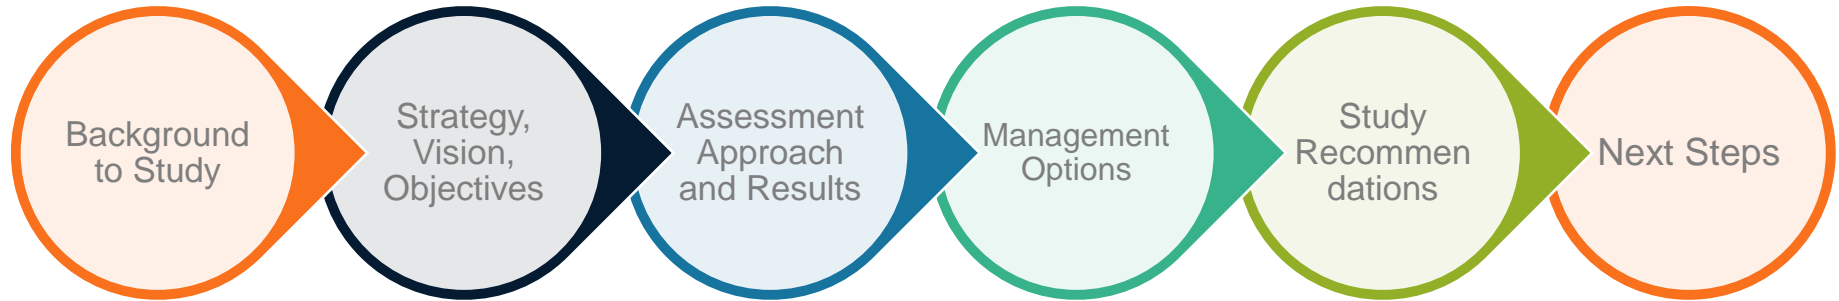 Background
to Study
Strategy,
Vision,
Objectives
Assessment
Approach
and Results
Management
Options
Study
Recommen
dations
Next Steps